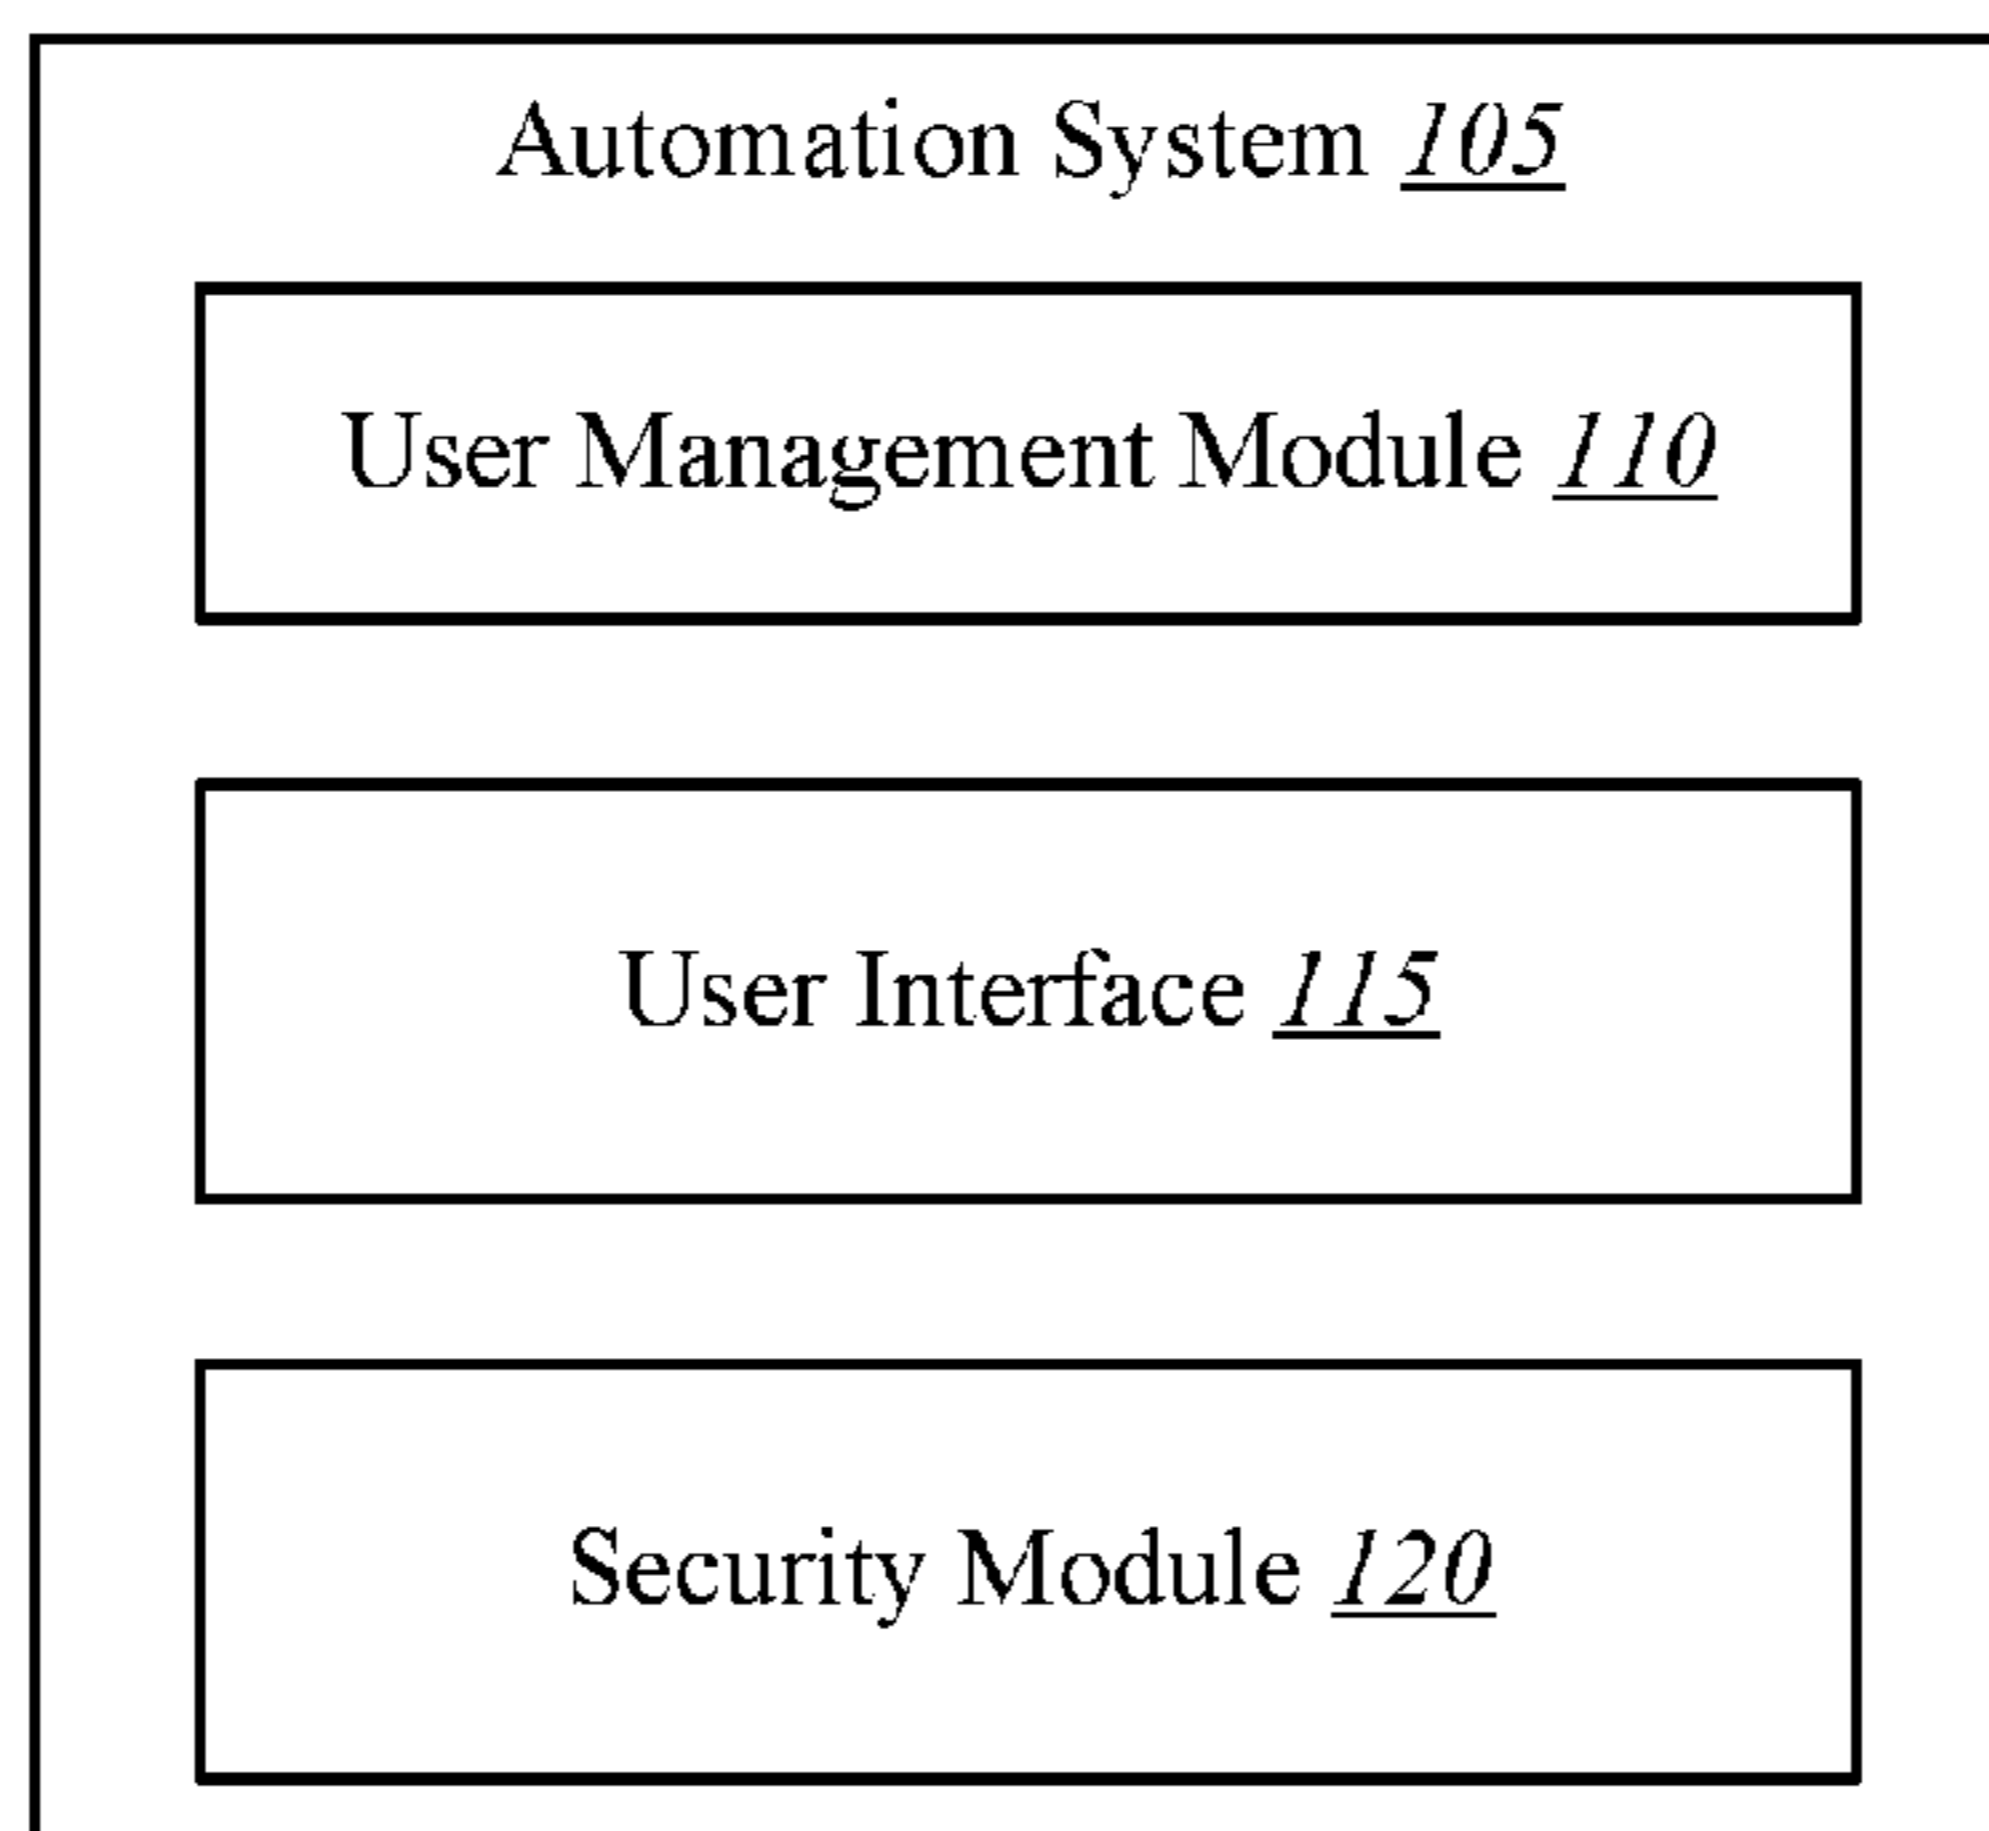 Automation System 105
User Management Module 110
User Interface 115
Security Module 120